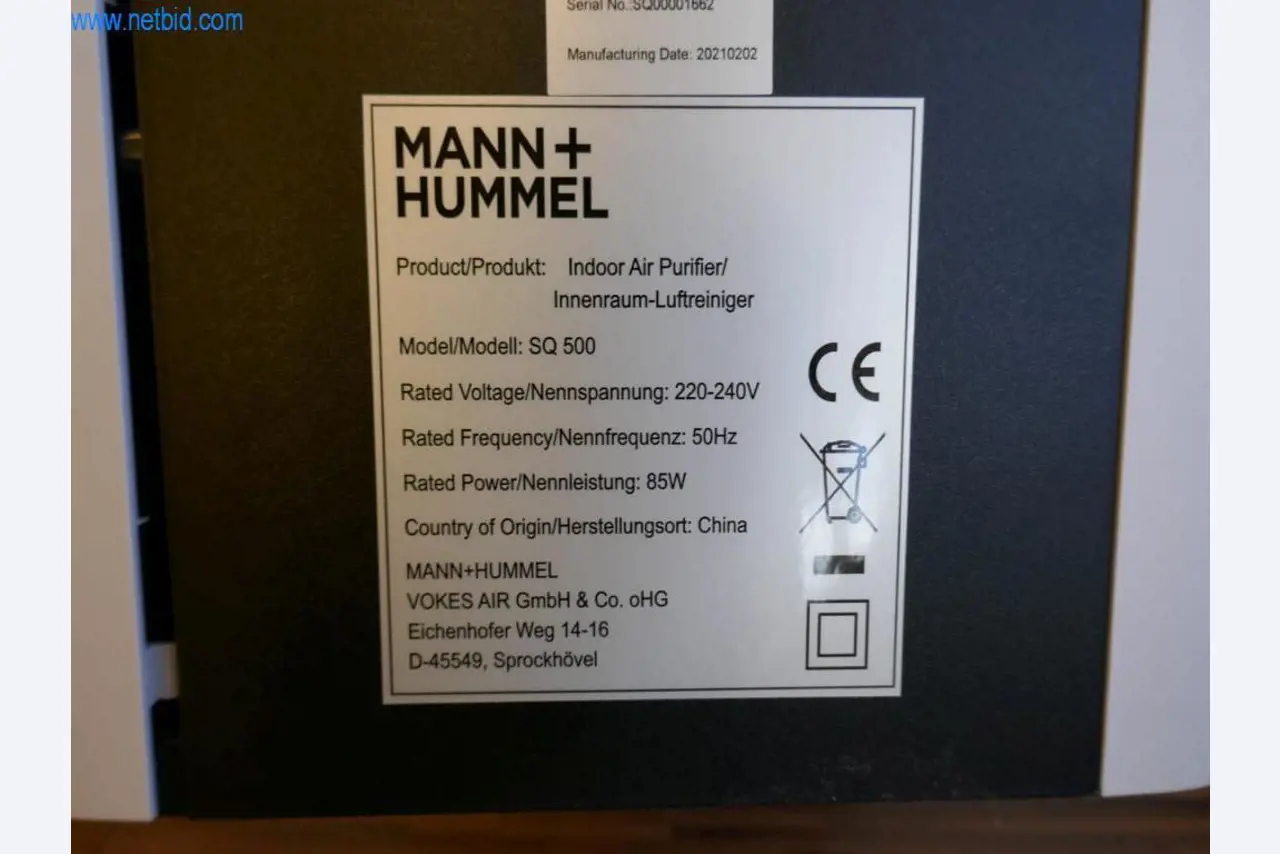 www.netbid.com
Serial No.:SQ00001662
Manufacturing Date: 20210202
MANN+
HUMMEL
Product/Produkt: Indoor Air Purifier/
Innenraum-Luftreiniger
Model/Modell: SQ 500
Rated Voltage/Nennspannung: 220-240V
Rated Frequency/Nennfrequenz: 50Hz
Rated Power/Nennleistung: 85W
Country of Origin/Herstellungsort: China
MANN+HUMMEL
VOKES AIR GmbH & Co. oHG
Eichenhofer Weg 14-16
D-45549, Sprockhövel
CE